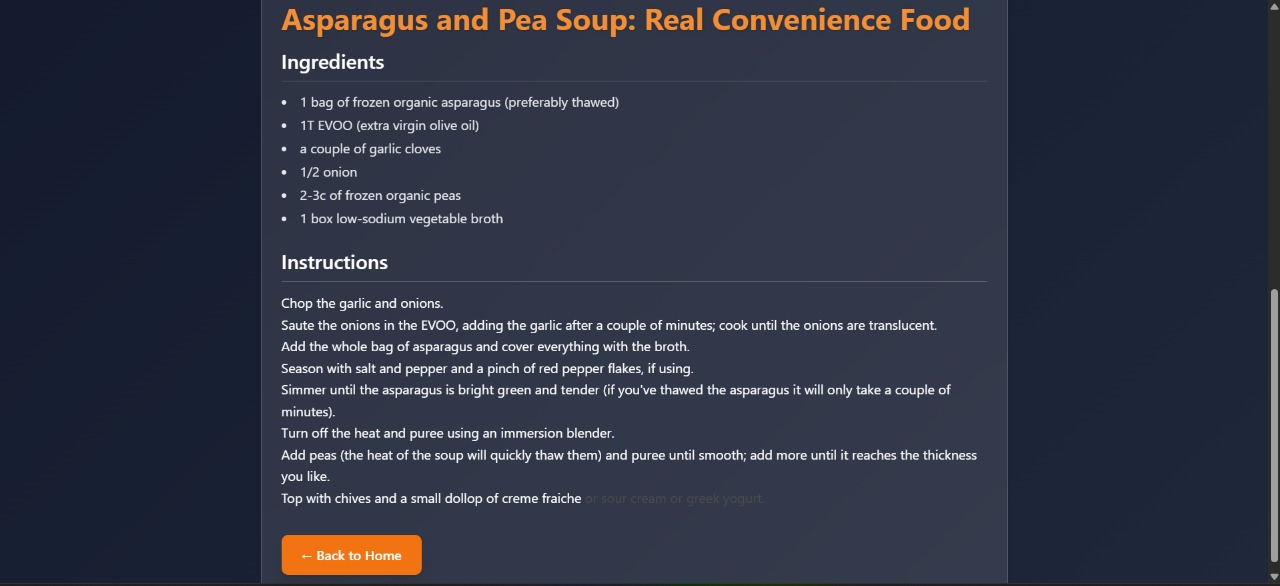 Asparagus and Pea Soup: Real Convenience Food
Ingredients
• 1 bag of frozen organic asparagus (preferably thawed)
• 1T EVOO (extra virgin olive oil)
• a couple of garlic cloves
• 1/2 onion
• 2-3c of frozen organic peas
• 1 box low-sodium vegetable broth
Instructions
Chop the garlic and onions.
Saute the onions in the EVOO, adding the garlic after a couple of minutes; cook until the onions are translucent.
Add the whole bag of asparagus and cover everything with the broth.
Season with salt and pepper and a pinch of red pepper flakes, if using.
Simmer until the asparagus is bright green and tender (if you've thawed the asparagus it will only take a couple of
minutes).
Turn off the heat and puree using an immersion blender.
Add peas (the heat of the soup will quickly thaw them) and puree until smooth; add more until it reaches the thickness
you like.
Top with chives and a small dollop of creme fraiche or sour cream or greek yogurt.
← Back to Home